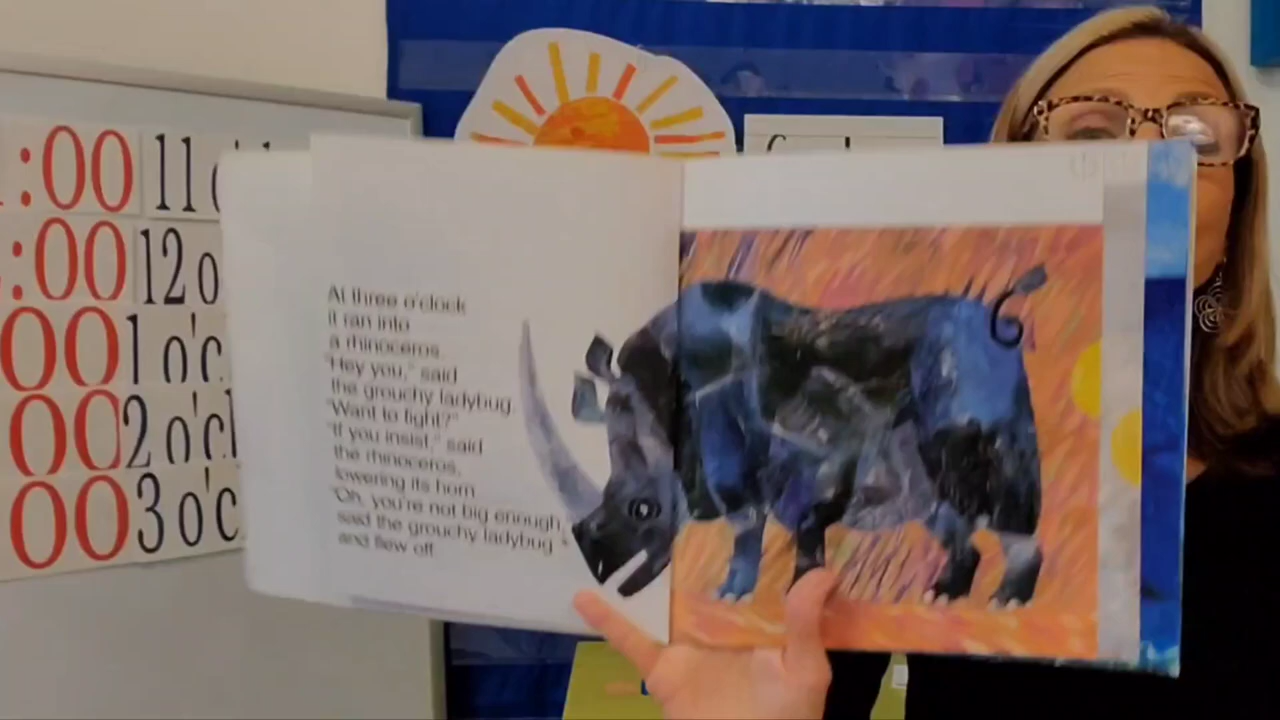 :00 11 o
:00 12 o
00 1 o'c
00 2 o'cl
00 3 o'c
At three o'clock
it ran into
a rhinoceros.
"Hey you," said
the grouchy ladybug.
"Want to fight?"
"If you insist," said
the rhinoceros,
lowering its horn.
"Oh, you're not big enough,"
said the grouchy ladybug
and flew off.